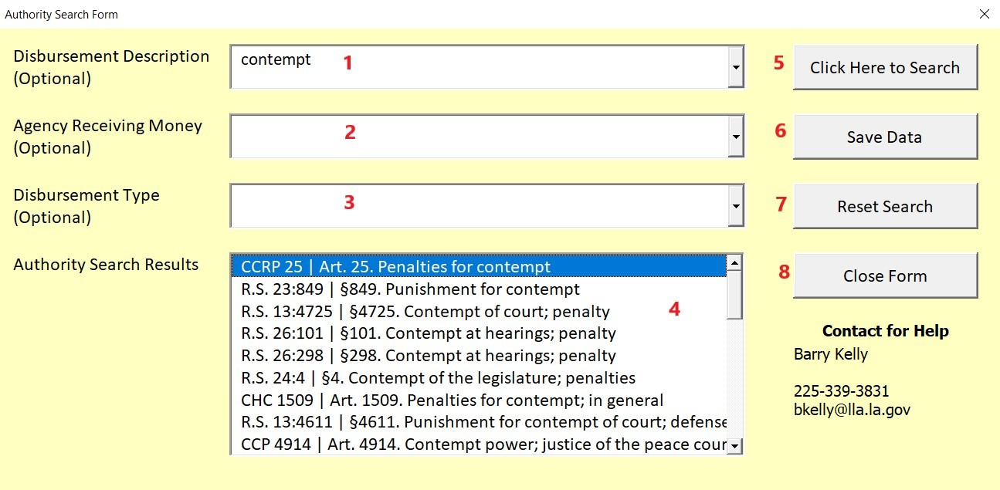 Authority Search Form
Disbursement Description
(Optional)
contempt
1
5
Click Here to Search
Agency Receiving Money
(Optional)
2
6
Save Data
Disbursement Type
(Optional)
3
7
Reset Search
Authority Search Results
CCRP 25 | Art. 25. Penalties for contempt
R.S. 23:849 | §849. Punishment for contempt
R.S. 13:4725 | §4725. Contempt of court; penalty
R.S. 26:101 | §101. Contempt at hearings; penalty
R.S. 26:298 | §298. Contempt at hearings; penalty
R.S. 24:4 | §4. Contempt of the legislature; penalties
CHC 1509 | Art. 1509. Penalties for contempt; in general
R.S. 13:4611 | §4611. Punishment for contempt of court; defense
CCP 4914 | Art. 4914. Contempt power; justice of the peace cour
4
8
Close Form
Contact for Help
Barry Kelly
225-339-3831
bkelly@lla.la.gov